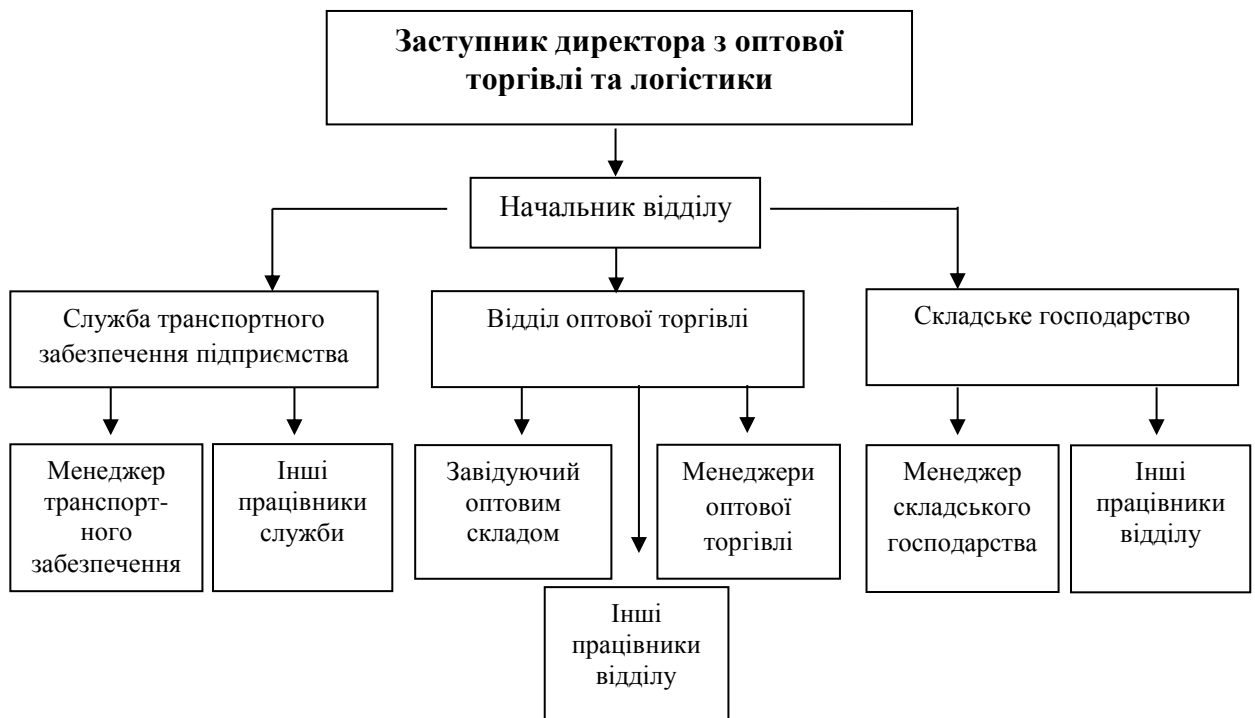 Заступник директора з оптової
торгівлі та логістики
Начальник відділу
Служба транспортного
забезпечення підприємства
Відділ оптової торгівлі
Складське господарство
Менеджер
транспорт-
ного
забезпечення
Інші
працівники
служби
Завідуючий
оптовим
складом
Менеджери
оптової
торгівлі
Менеджер
складського
господарства
Інші
працівники
відділу
Інші
працівники
відділу